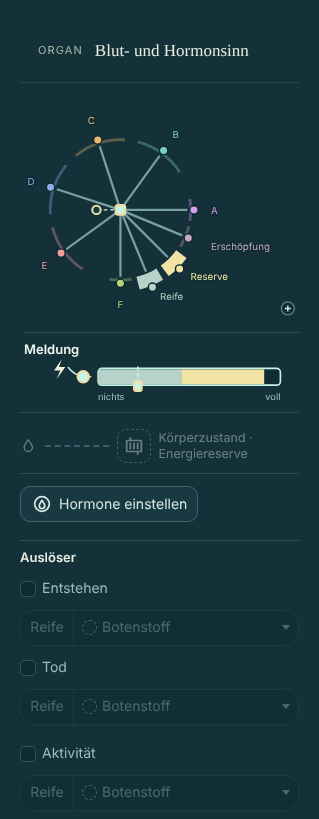 ORGAN Blut- und Hormonsinn
C
B
D
A
Erschöpfung
E
Reserve
Reife
F
Meldung
nichts voll
Körperzustand ·
Energiereserve
Hormone einstellen
Auslöser
Entstehen
Reife Botenstoff
Tod
Reife Botenstoff
Aktivität
Reife Botenstoff